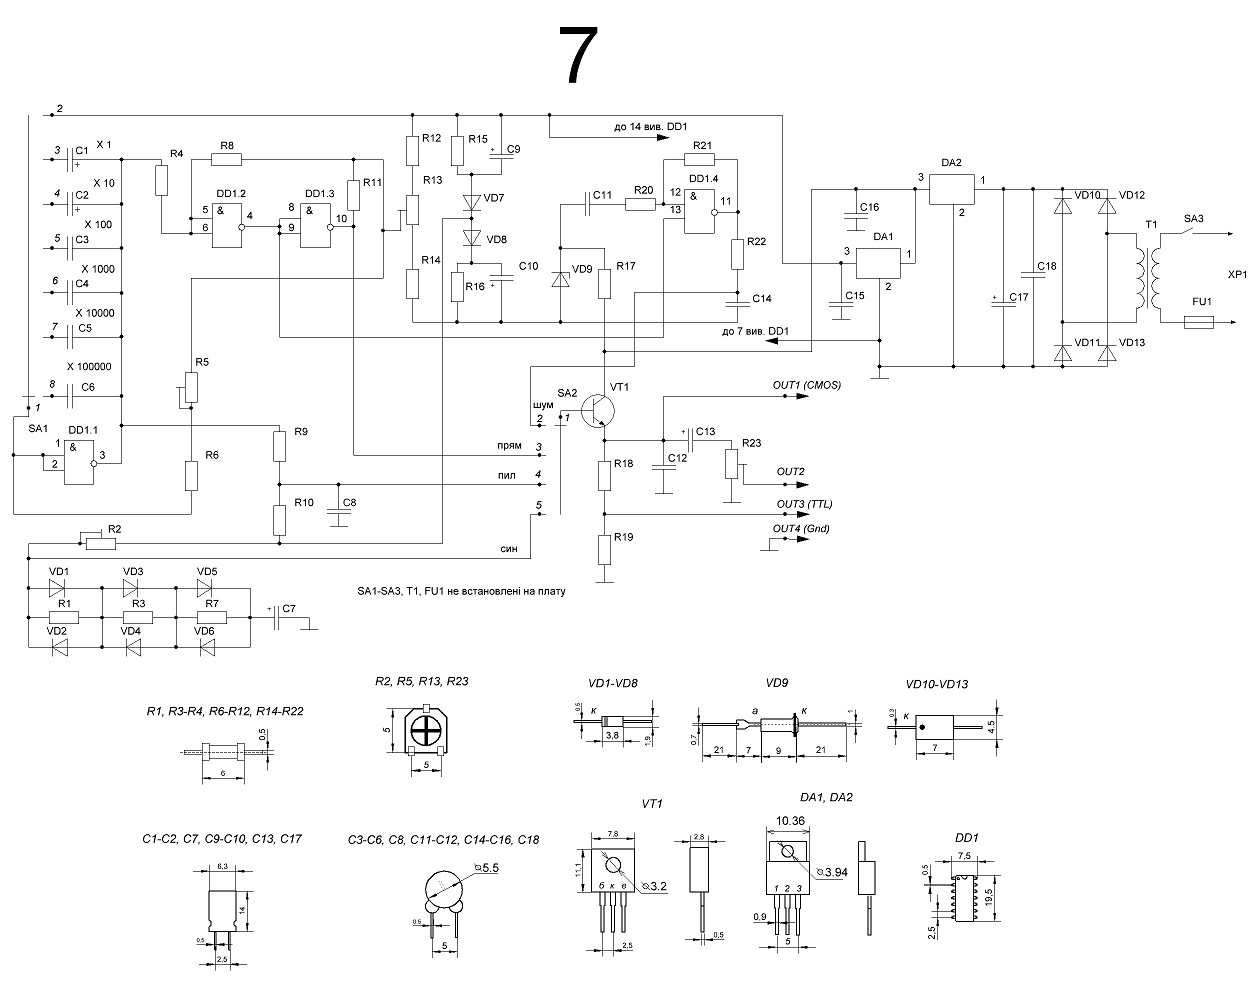 7
2
до 14 вив. DD1
3 C1 X 1
+
R4
R8
R12
R15
C9
+
R21
DA2
4 C2 X 10
+
DD1.2
&
5
6
4
DD1.3
&
8
9
10
R11
R13
VD7
C11
R20
12
13
DD1.4
&
11
3
1
2
VD10
VD12
5 C3 X 100
VD8
R14
R16
C10
+
VD9
R17
R22
C16
DA1
3
1
2
T1
SA3
6 C4 X 1000
C14
C15
C17
+
C18
XP1
FU1
7 C5 X 10000
до 7 вив. DD1
VD11
VD13
8 C6 X 100000
R5
1
SA1
DD1.1
&
1
2
3
R9
R6
R10
C8
SA2
VT1
шум
2
1
прям
3
пил
4
5
син
OUT1 (CMOS)
C13
+
C12
R23
R18
OUT2
OUT3 (TTL)
OUT4 (Gnd)
R19
R2
VD1
VD3
VD5
R1
R3
R7
C7
+
VD2
VD4
VD6
SA1-SA3, T1, FU1 не встановлені на плату
R1, R3-R4, R6-R12, R14-R22
0,5
6
R2, R5, R13, R23
5
5
VD1-VD8
0,5
к
3,8
1,9
VD9
а
к
0,7
1
21
7
9
21
VD10-VD13
0,3
к
7
4,5
C1-C2, C7, C9-C10, C13, C17
6,3
14
0,5
2,5
C3-C6, C8, C11-C12, C14-C16, C18
⌀5.5
0,5
5
VT1
7,8
11,1
б к е
⌀3.2
2,5
2,8
0,5
DA1, DA2
10.36
⌀3.94
1 2 3
0,9
5
DD1
7,5
0,5
19,5
2,5